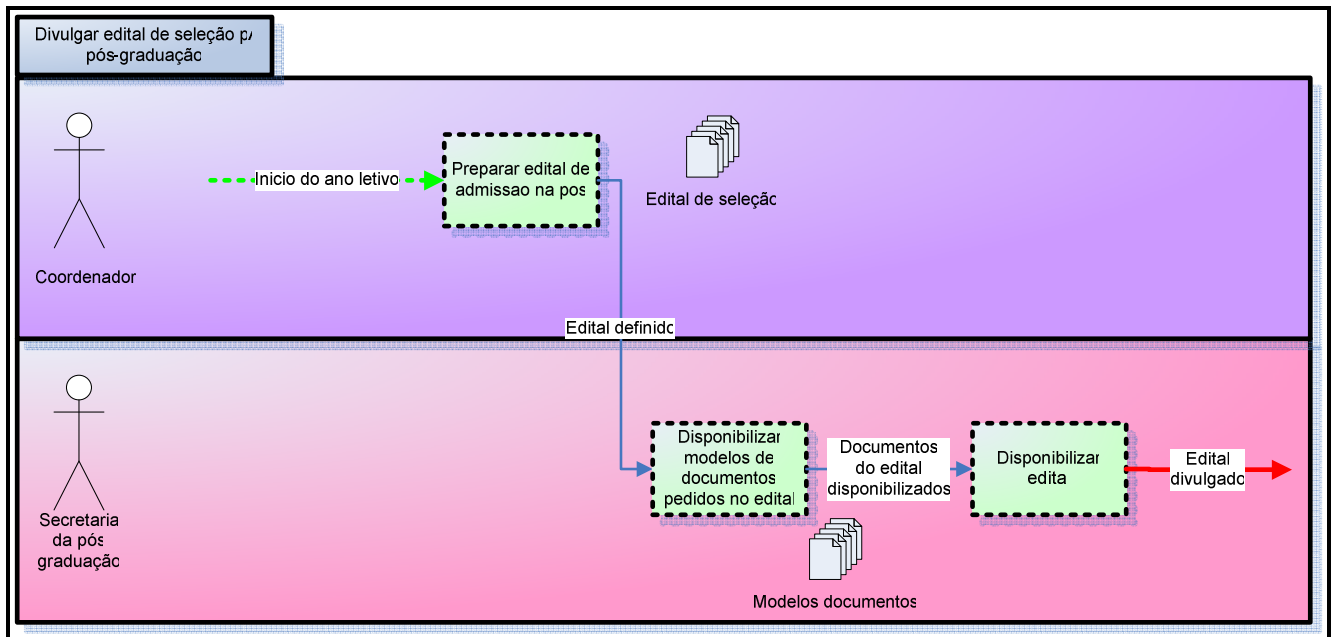 Divulgar edital de seleção p/
pós-graduação
Inicio do ano letivo
Preparar edital de
admissao na pos
Edital de seleção
Coordenador
Edital definido
Secretaria
da pós
graduação
Disponibilizar
modelos de
documentos
pedidos no edital
Documentos
do edital
disponibilizados
Disponibilizar
edita
Edital
divulgado
Modelos documentos